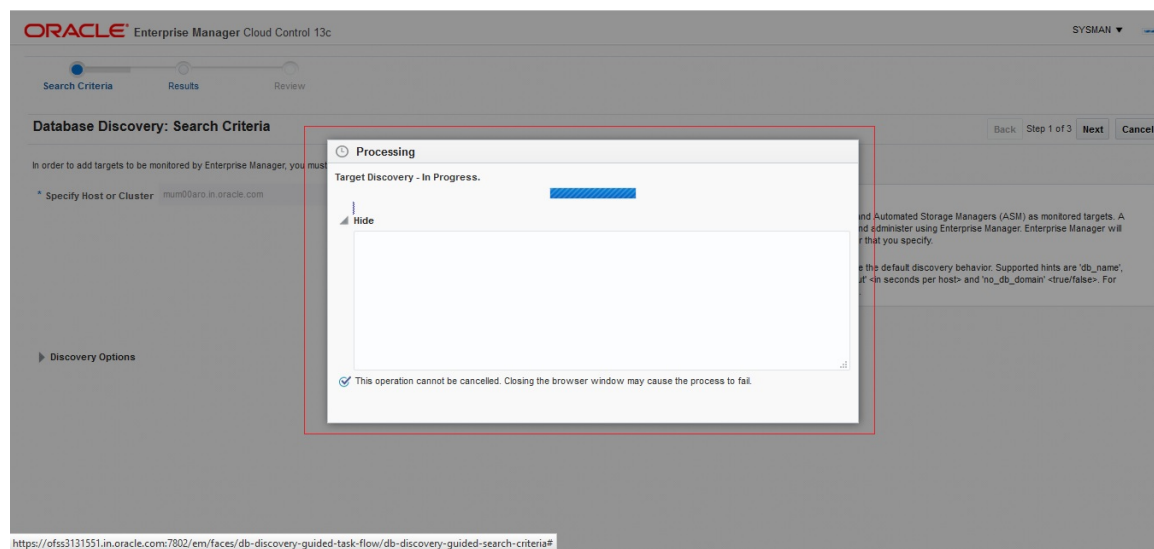 ORACLE Enterprise Manager Cloud Control 13c
SYSMAN
Search Criteria
Results
Review
Database Discovery: Search Criteria
Back Step 1 of 3 Next Cancel
In order to add targets to be monitored by Enterprise Manager, you must
* Specify Host or Cluster mum00aro.in.oracle.com
Processing
Target Discovery - In Progress.
Hide
This operation cannot be cancelled. Closing the browser window may cause the process to fail.
and Automated Storage Managers (ASM) as monitored targets. A
nd administer using Enterprise Manager. Enterprise Manager will
r that you specify.
e the default discovery behavior. Supported hints are 'db_name',
ut' <in seconds per host> and 'no_db_domain' <true/false>. For
Discovery Options
https://ofss3131551.in.oracle.com:7802/em/faces/db-discovery-guided-task-flow/db-discovery-guided-search-criteria#